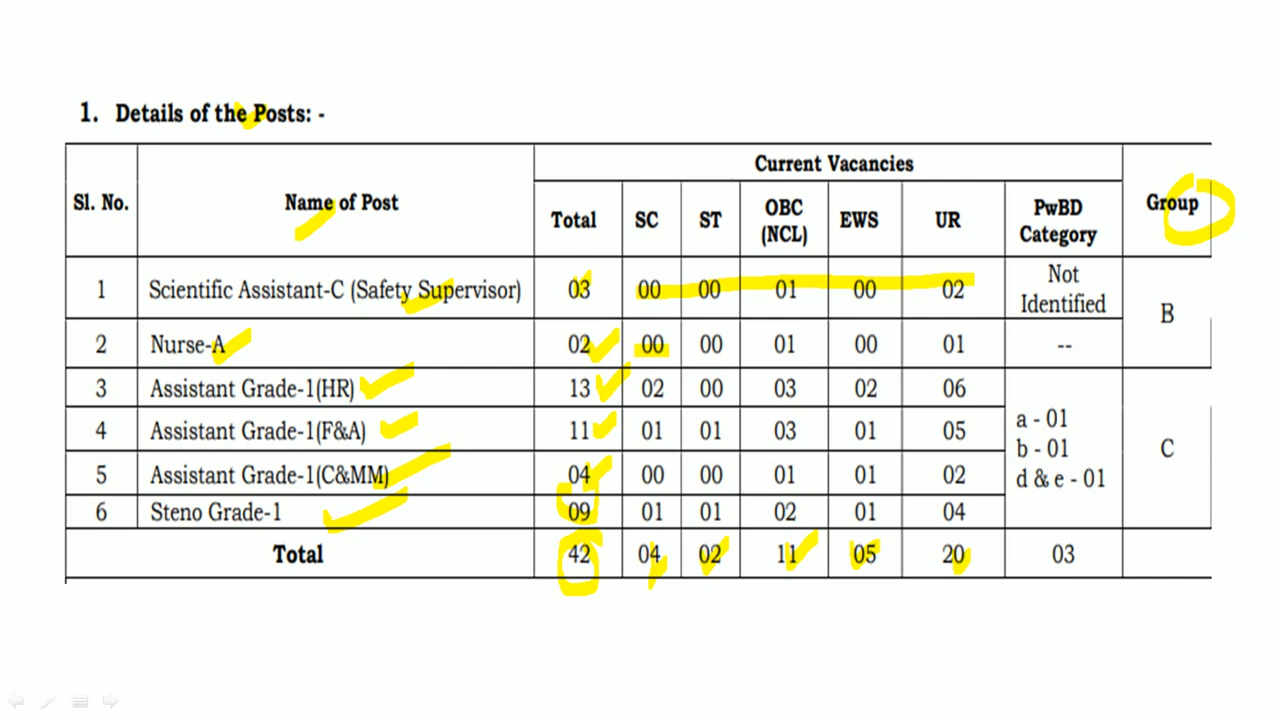 1. Details of the Posts: -
Sl. No. Name of Post Current Vacancies Group
Total SC ST OBC (NCL) EWS UR PwBD Category
1 Scientific Assistant-C (Safety Supervisor) 03 00 00 01 00 02 Not Identified B
2 Nurse-A 02 00 00 01 00 01 --
3 Assistant Grade-1(HR) 13 02 00 03 02 06 a - 01 b - 01 d & e - 01 C
4 Assistant Grade-1(F&A) 11 01 01 03 01 05
5 Assistant Grade-1(C&MM) 04 00 00 01 01 02
6 Steno Grade-1 09 01 01 02 01 04
Total 42 04 02 11 05 20 03